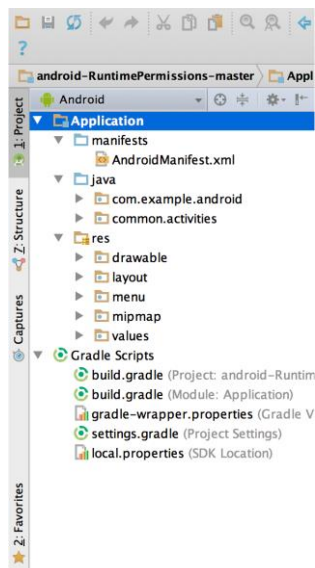 ?
android-RuntimePermissions-master Appl
Android
Application
manifests
AndroidManifest.xml
java
com.example.android
common.activities
res
drawable
layout
menu
mipmap
values
Gradle Scripts
build.gradle (Project: android-Runtim
build.gradle (Module: Application)
gradle-wrapper.properties (Gradle V
settings.gradle (Project Settings)
local.properties (SDK Location)
1: Project
Z: Structure
Captures
2: Favorites